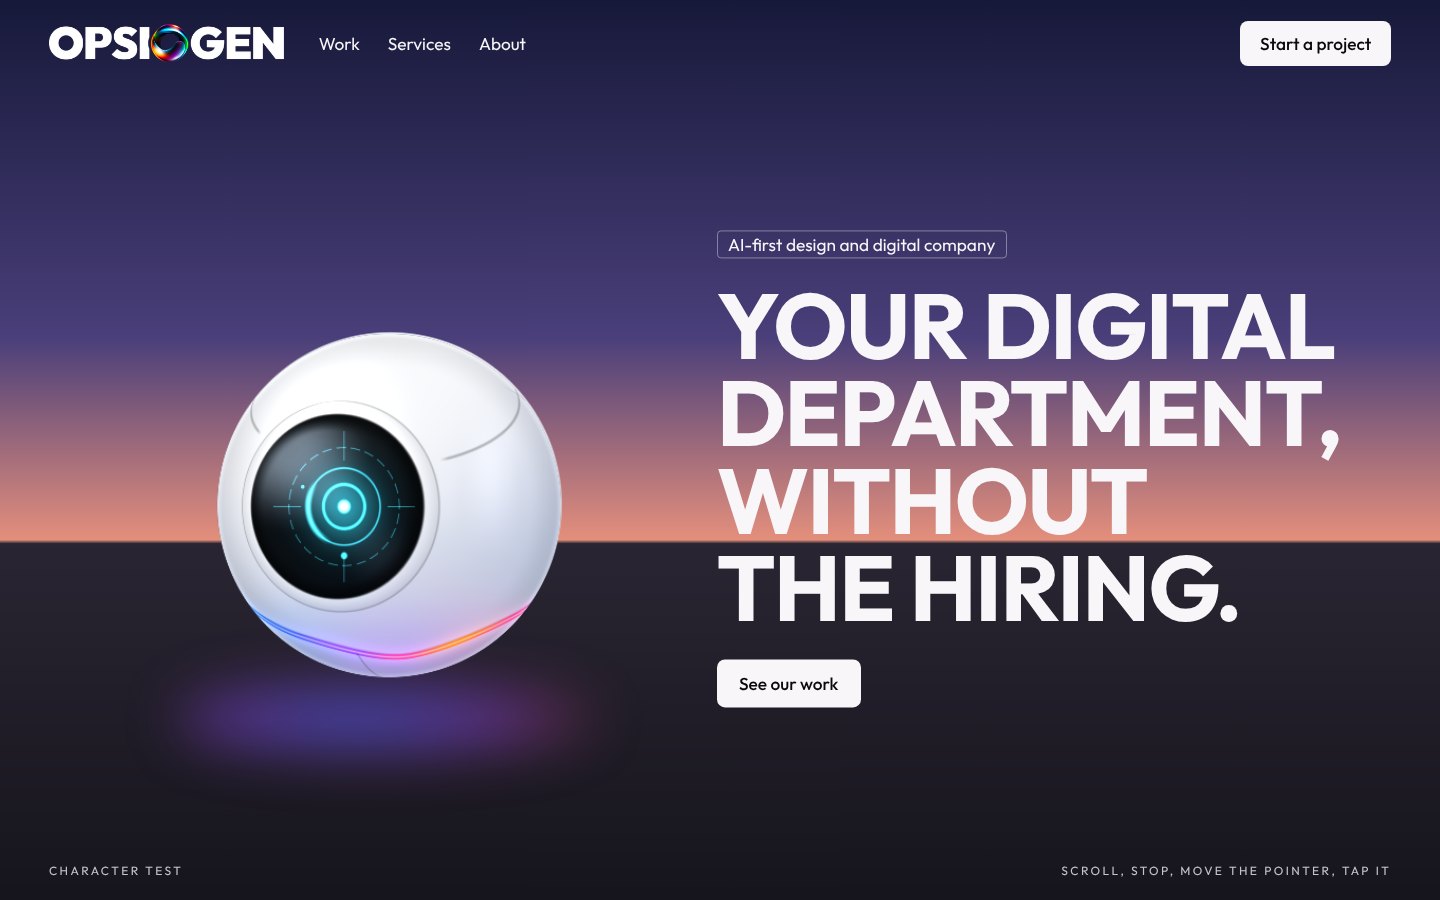 OPSIOGEN
Work
Services
About
Start a project
AI-first design and digital company
YOUR DIGITAL
DEPARTMENT,
WITHOUT
THE HIRING.
See our work
CHARACTER TEST
SCROLL, STOP, MOVE THE POINTER, TAP IT